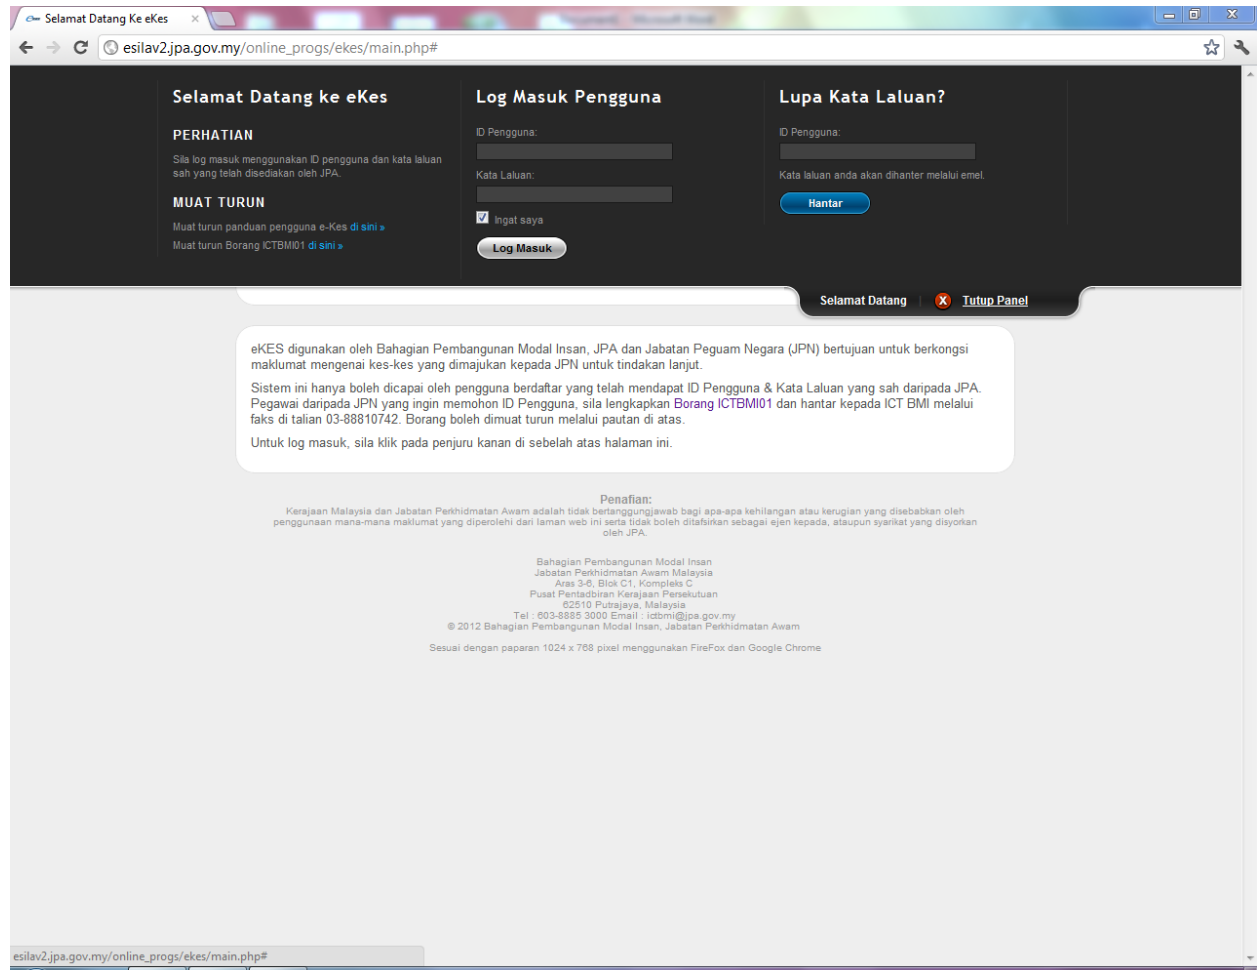 Selamat Datang Ke eKes
esilav2.jpa.gov.my/online_progs/ekes/main.php#
Selamat Datang ke eKes
PERHATIAN
Sila log masuk menggunakan ID pengguna dan kata laluan
sah yang telah disediakan oleh JPA.
MUAT TURUN
Muat turun panduan pengguna e-Kes di sini »
Muat turun Borang ICTBMI01 di sini »
Log Masuk Pengguna
ID Pengguna:
Kata Laluan:
Ingat saya
Log Masuk
Lupa Kata Laluan?
ID Pengguna:
Kata laluan anda akan dihanter melalui emel.
Hantar
Selamat Datang
X Tutup Panel
eKES digunakan oleh Bahagian Pembangunan Modal Insan, JPA dan Jabatan Peguam Negara (JPN) bertujuan untuk berkongsi
maklumat mengenai kes-kes yang dimajukan kepada JPN untuk tindakan lanjut.
Sistem ini hanya boleh dicapai oleh pengguna berdaftar yang telah mendapat ID Pengguna & Kata Laluan yang sah daripada JPA.
Pegawai daripada JPN yang ingin memohon ID Pengguna, sila lengkapkan Borang ICTBMI01 dan hantar kepada ICT BMI melalui
faks di talian 03-88810742. Borang boleh dimuat turun melalui pautan di atas.
Untuk log masuk, sila klik pada penjuru kanan di sebelah atas halaman ini.
Penafian:
Kerajaan Malaysia dan Jabatan Perkhidmatan Awam adalah tidak bertanggungjawab bagi apa-apa kehilangan atau kerugian yang disebabkan oleh
penggunaan mana-mana maklumat yang diperolehi dari laman web ini serta tidak boleh ditafsirkan sebagai ejen kepada, ataupun syarikat yang disyorkan
oleh JPA.
Bahagian Pembangunan Modal Insan
Jabatan Perkhidmatan Awam Malaysia
Aras 3-6, Blok C1, Kompleks C
Pusat Pentadbiran Kerajaan Persekutuan
62510 Putrajaya, Malaysia
Tel : 603-8885 3000 Email : ictbmi@jpa.gov.my
© 2012 Bahagian Pembangunan Modal Insan, Jabatan Perkhidmatan Awam
Sesuai dengan paparan 1024 x 768 pixel menggunakan FireFox dan Google Chrome
esilav2.jpa.gov.my/online_progs/ekes/main.php#